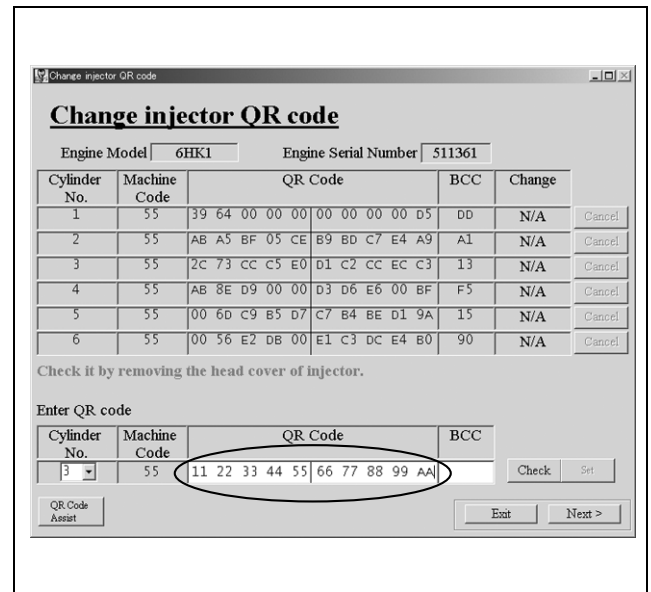 Change injector QR code
Change injector QR code
Engine Model 6HK1 Engine Serial Number 511361
Cylinder No. Machine Code QR Code BCC Change
1 55 39 64 00 00 00 00 00 00 00 D5 DD N/A Cancel
2 55 AB A5 BF 05 CE B9 BD C7 E4 A9 A1 N/A Cancel
3 55 2C 73 CC C5 E0 D1 C2 CC EC C3 13 N/A Cancel
4 55 AB 8E D9 00 00 D3 D6 E6 00 BF F5 N/A Cancel
5 55 00 6D C9 B5 D7 C7 B4 BE D1 9A 15 N/A Cancel
6 55 00 56 E2 DB 00 E1 C3 DC E4 B0 90 N/A Cancel
Check it by removing the head cover of injector.
Enter QR code
Cylinder No. Machine Code QR Code BCC
3 55 11 22 33 44 55 66 77 88 99 AA Check Set
QR Code Assist
Exit Next >